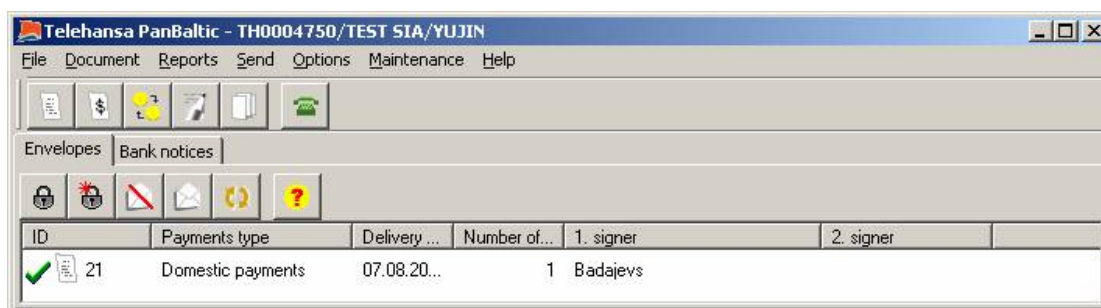 Telehansa PanBaltic - TH0004750/TEST SIA/YUJIN
File Document Reports Send Options Maintenance Help
$
Envelopes Bank notices
?
ID Payments type Delivery ... Number of... 1. signer 2. signer
21 Domestic payments 07.08.20... 1 Badajevs